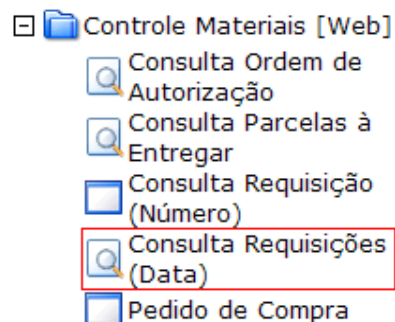 Controle Materiais [Web]
Consulta Ordem de
Autorização
Consulta Parcelas à
Entregar
Consulta Requisição
(Número)
Consulta Requisições
(Data)
Pedido de Compra